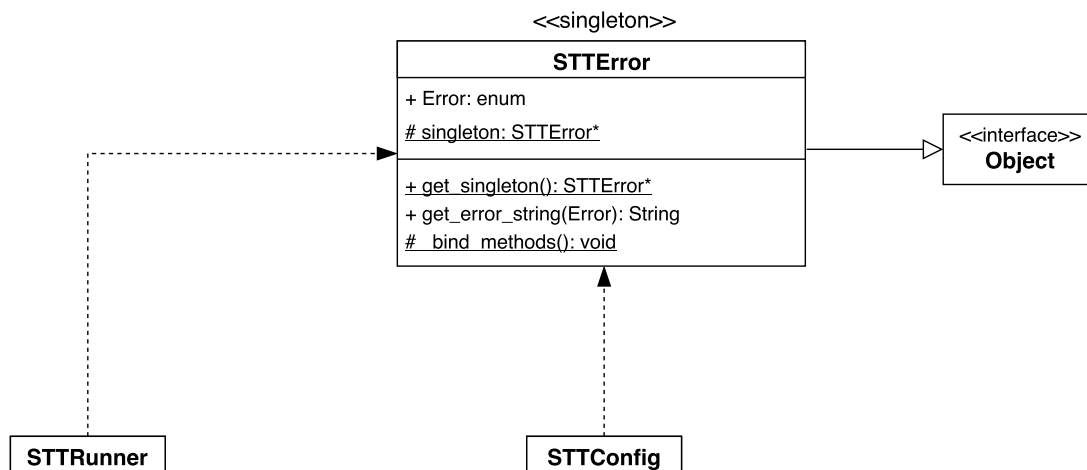 <<singleton>>
STTError
+ Error: enum
# singleton: STTError*
+ get_singleton(): STTError*
+ get_error_string(Error): String
# _bind_methods(): void
<<interface>>
Object
STTRunner
STTConfig